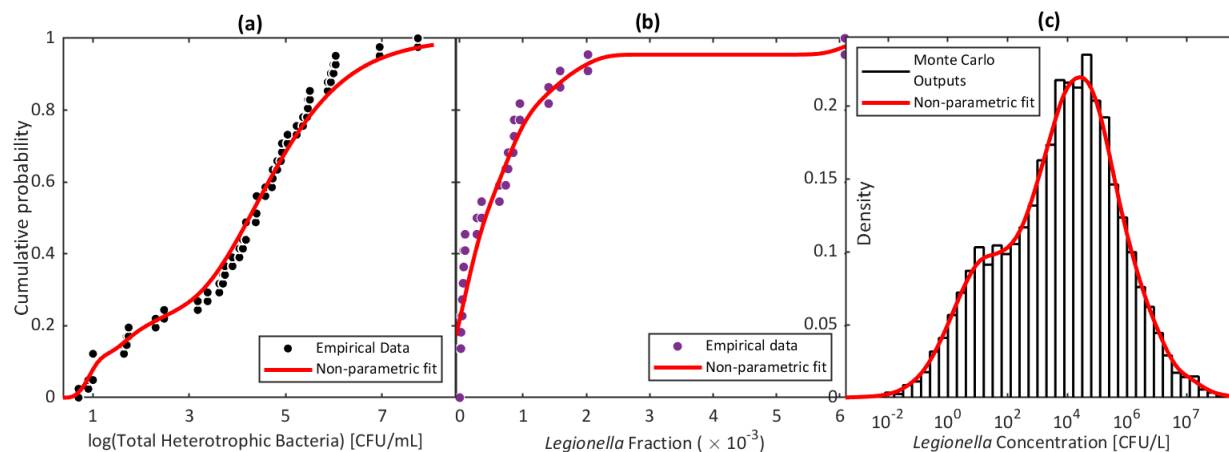 (a)
1
0.8
0.6
0.4
0.2
0
Cumulative probability
Empirical Data
Non-parametric fit
1 3 5 7
log(Total Heterotrophic Bacteria) [CFU/mL]
(b)
Empirical data
Non-parametric fit
0 1 2 3 4 5 6
Legionella Fraction ( × 10⁻³)
(c)
Monte Carlo
Outputs
Non-parametric fit
0.2
0.15
0.1
0.05
0
Density
10⁻² 10⁰ 10² 10⁴ 10⁶ 10⁷
Legionella Concentration [CFU/L]